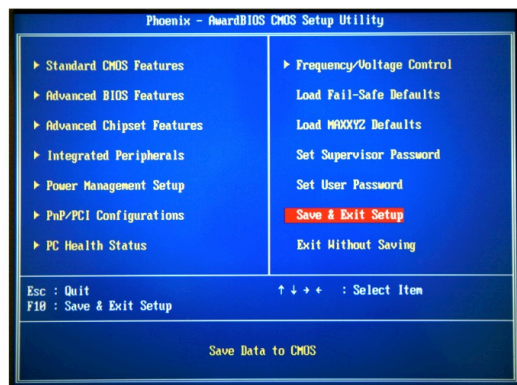 Phoenix - AwardBIOS CMOS Setup Utility
▶ Standard CMOS Features
▶ Advanced BIOS Features
▶ Advanced Chipset Features
▶ Integrated Peripherals
▶ Power Management Setup
▶ PnP/PCI Configurations
▶ PC Health Status
▶ Frequency/Voltage Control
Load Fail-Safe Defaults
Load MAXXYZ Defaults
Set Supervisor Password
Set User Password
Save & Exit Setup
Exit Without Saving
Esc : Quit
F10 : Save & Exit Setup
↑ ↓ → ← : Select Item
Save Data to CMOS